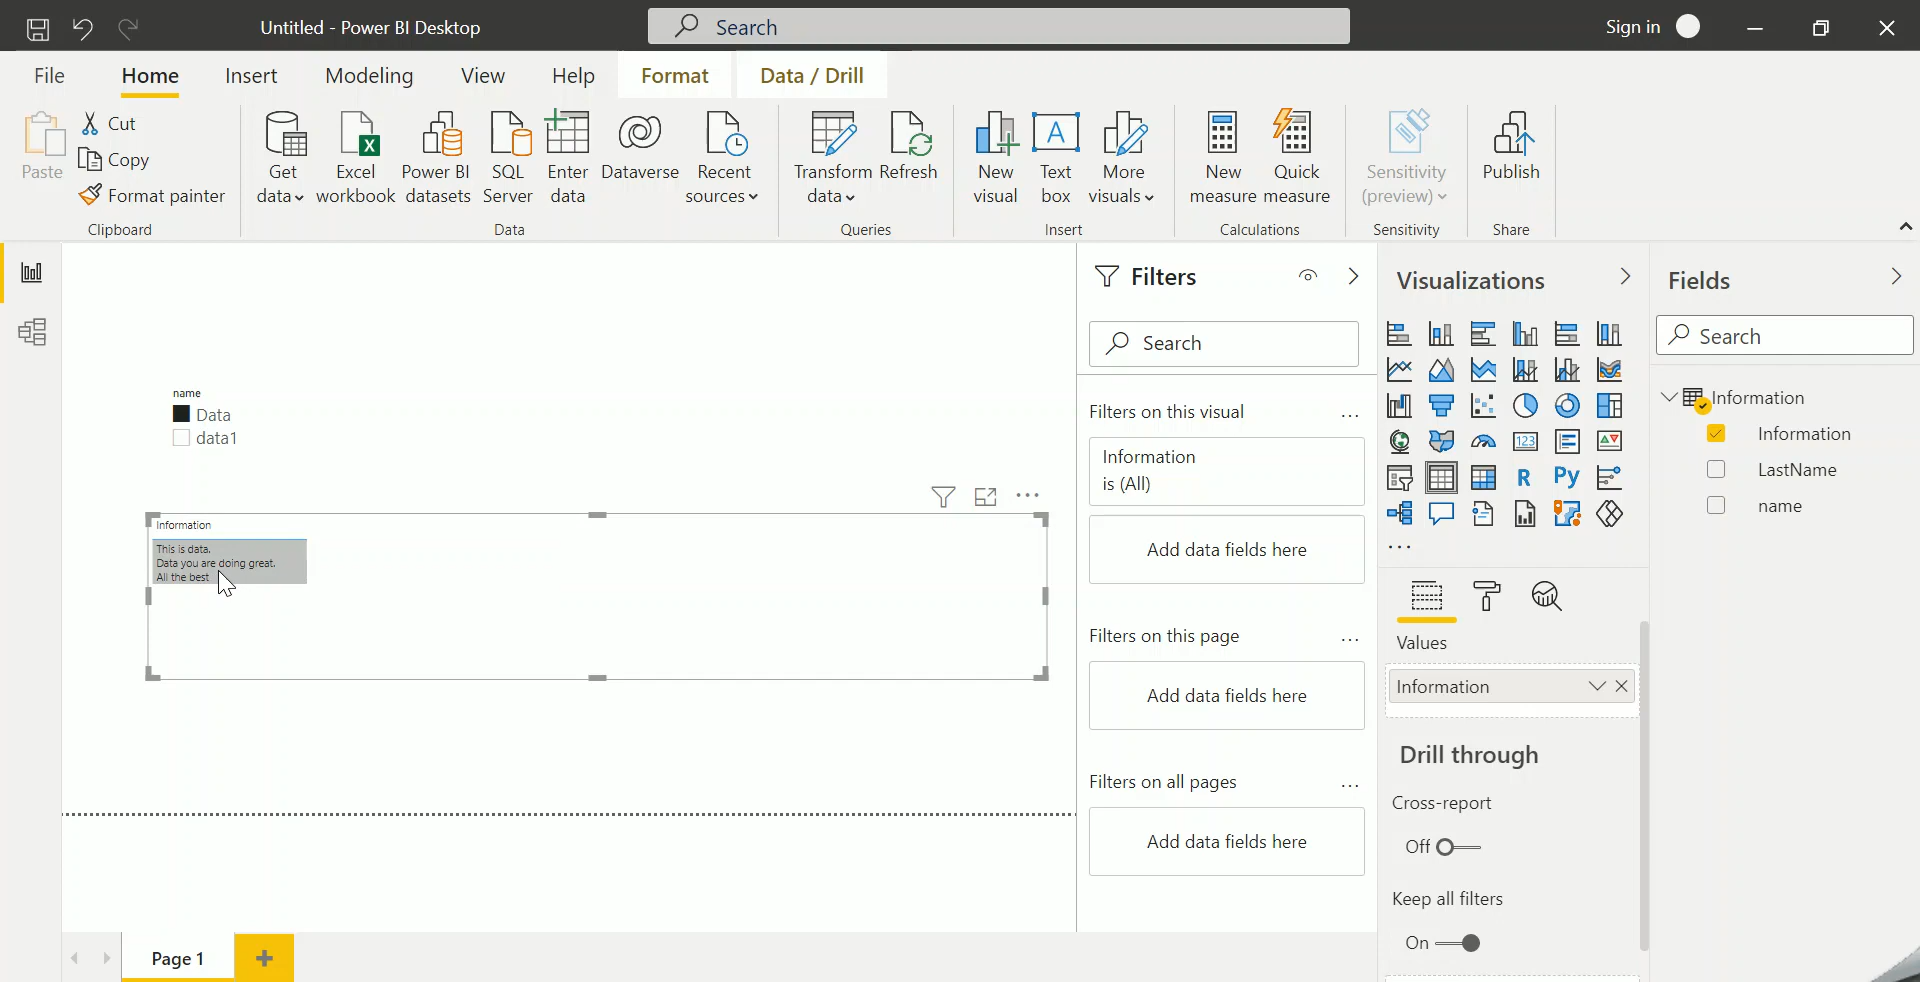 Untitled - Power BI Desktop
Search
Sign in
File
Home
Insert
Modeling
View
Help
Format
Data / Drill
Paste
Cut
Copy
Format painter
Clipboard
Get data
Excel workbook
Power BI datasets
SQL Server
Enter data
Dataverse
Recent sources
Data
Transform data
Refresh
Queries
New visual
A
Text box
More visuals
Insert
New measure
Quick measure
Calculations
Sensitivity (preview)
Sensitivity
Publish
Share
name
Data
data1
Information
This is data.
Data you are doing great.
All the best
Filters
Search
Filters on this visual
...
Information
is (All)
Add data fields here
Filters on this page
...
Add data fields here
Filters on all pages
...
Add data fields here
Visualizations
123
R
Py
...
Values
Information
Drill through
Cross-report
Off
Keep all filters
On
Fields
Search
Information
Information
LastName
name
Page 1
+